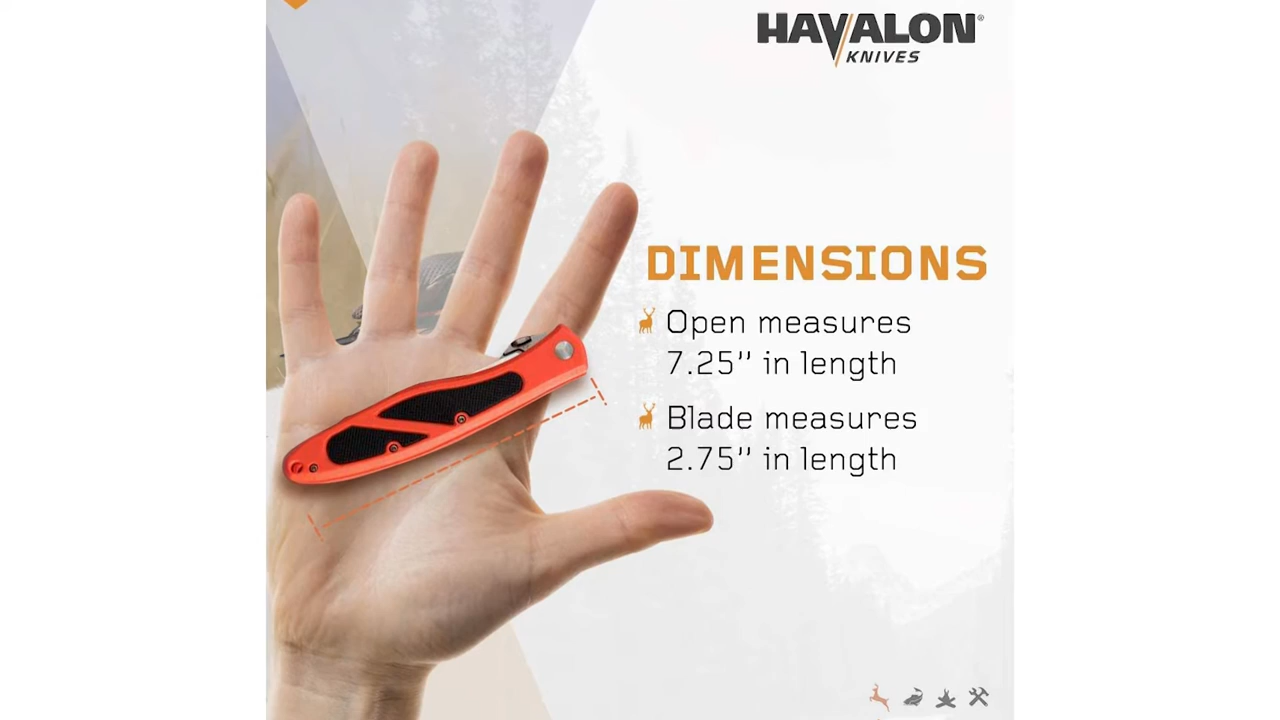 HAVALON®
KNIVES
DIMENSIONS
Open measures
7.25’’ in length
Blade measures
2.75’’ in length